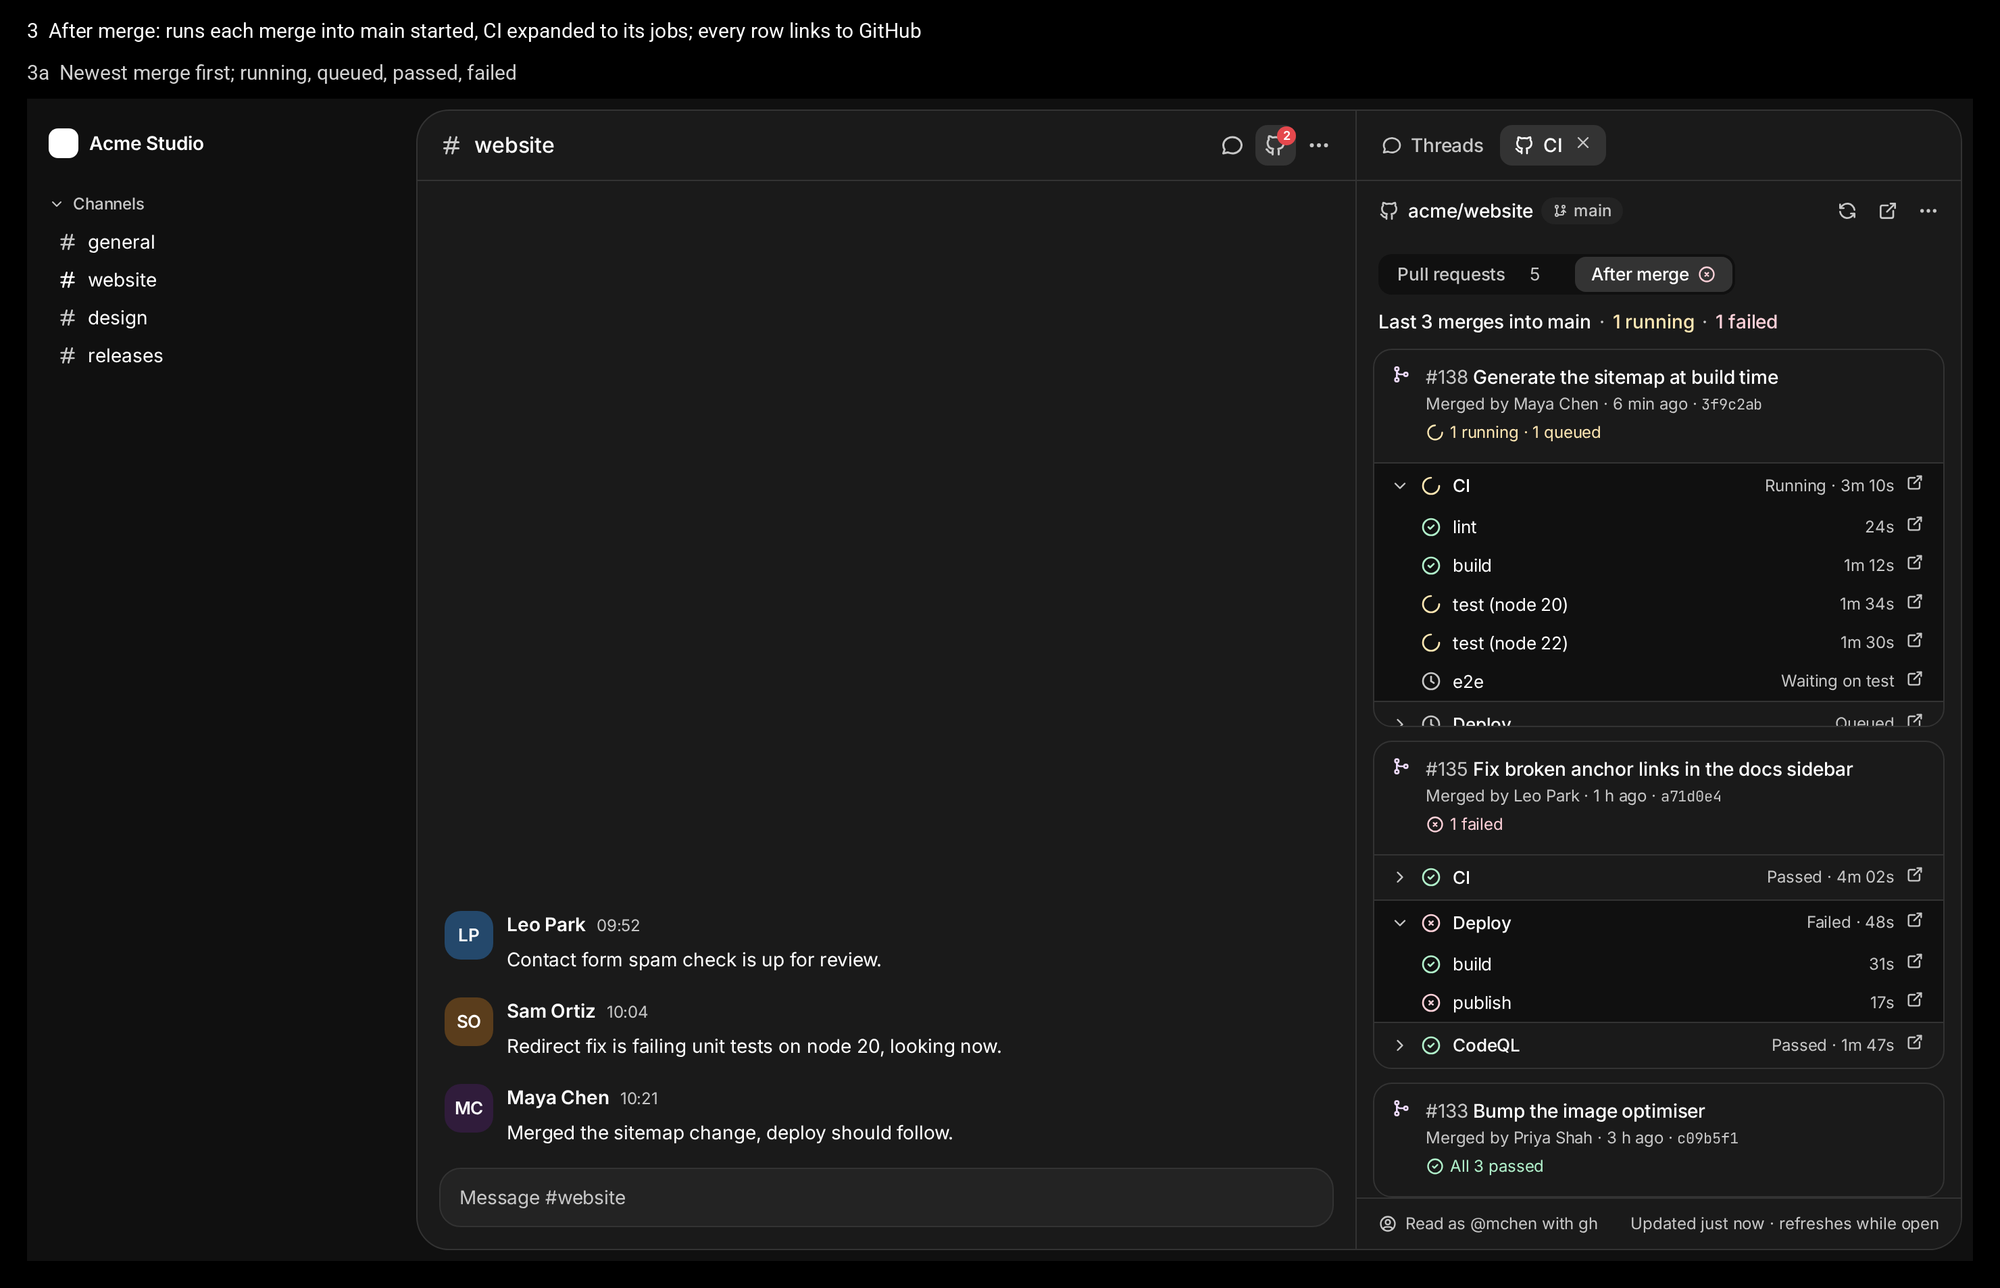 3 After merge: runs each merge into main started, CI expanded to its jobs; every row links to GitHub
3a Newest merge first; running, queued, passed, failed
Acme Studio
Channels
# general
# website
# design
# releases
# website
2
Leo Park 09:52
LP
Contact form spam check is up for review.
Sam Ortiz 10:04
SO
Redirect fix is failing unit tests on node 20, looking now.
Maya Chen 10:21
MC
Merged the sitemap change, deploy should follow.
Message #website
Threads
CI
acme/website main
Pull requests 5
After merge
Last 3 merges into main · 1 running · 1 failed
#138 Generate the sitemap at build time
Merged by Maya Chen · 6 min ago · 3f9c2ab
1 running · 1 queued
CI Running · 3m 10s
lint 24s
build 1m 12s
test (node 20) 1m 34s
test (node 22) 1m 30s
e2e Waiting on test
Deploy Queued
#135 Fix broken anchor links in the docs sidebar
Merged by Leo Park · 1 h ago · a71d0e4
1 failed
CI Passed · 4m 02s
Deploy Failed · 48s
build 31s
publish 17s
CodeQL Passed · 1m 47s
#133 Bump the image optimiser
Merged by Priya Shah · 3 h ago · c09b5f1
All 3 passed
Read as @mchen with gh
Updated just now · refreshes while open